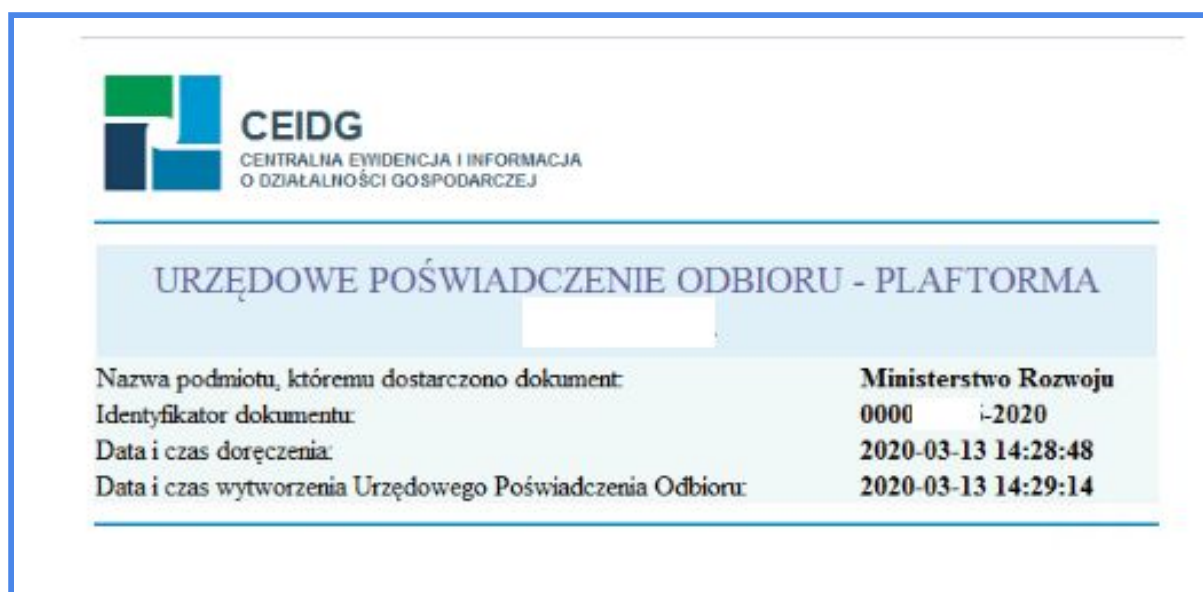 CEIDG
CENTRALNA EWIDENCJA I INFORMACJA
O DZIAŁALNOŚCI GOSPODARCZEJ
URZĘDOWE POŚWIADCZENIE ODBIORU - PLAFTORMA
Nazwa podmiotu, któremu dostarczono dokument: Ministerstwo Rozwoju
Identyfikator dokumentu: 0000 -2020
Data i czas doręczenia: 2020-03-13 14:28:48
Data i czas wytworzenia Urzędowego Poświadczenia Odbioru: 2020-03-13 14:29:14